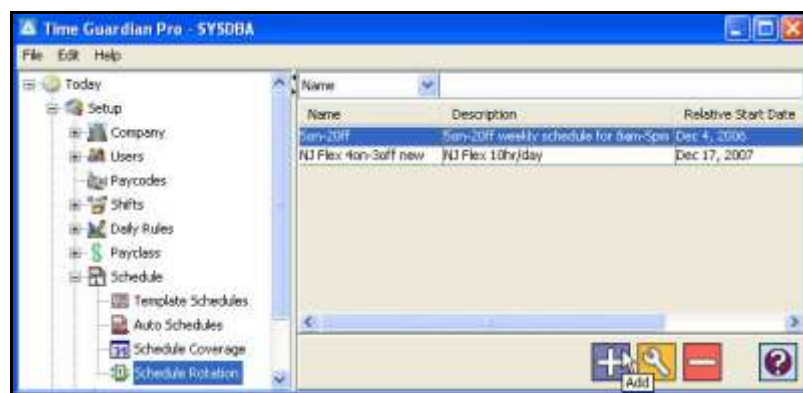 Time Guardian Pro - SYSDBA
File Edit Help
Today
Setup
Company
Users
Paycodes
Shifts
Daily Rules
Payclass
Schedule
Template Schedules
Auto Schedules
Schedule Coverage
Schedule Rotation
Name
Name Description Relative Start Date
5on-2off 5on-2off weekly schedule for 8am-5pm Dec 4, 2006
NJ Flex 4on-3off new NJ Flex 10hr/day Dec 17, 2007
Add